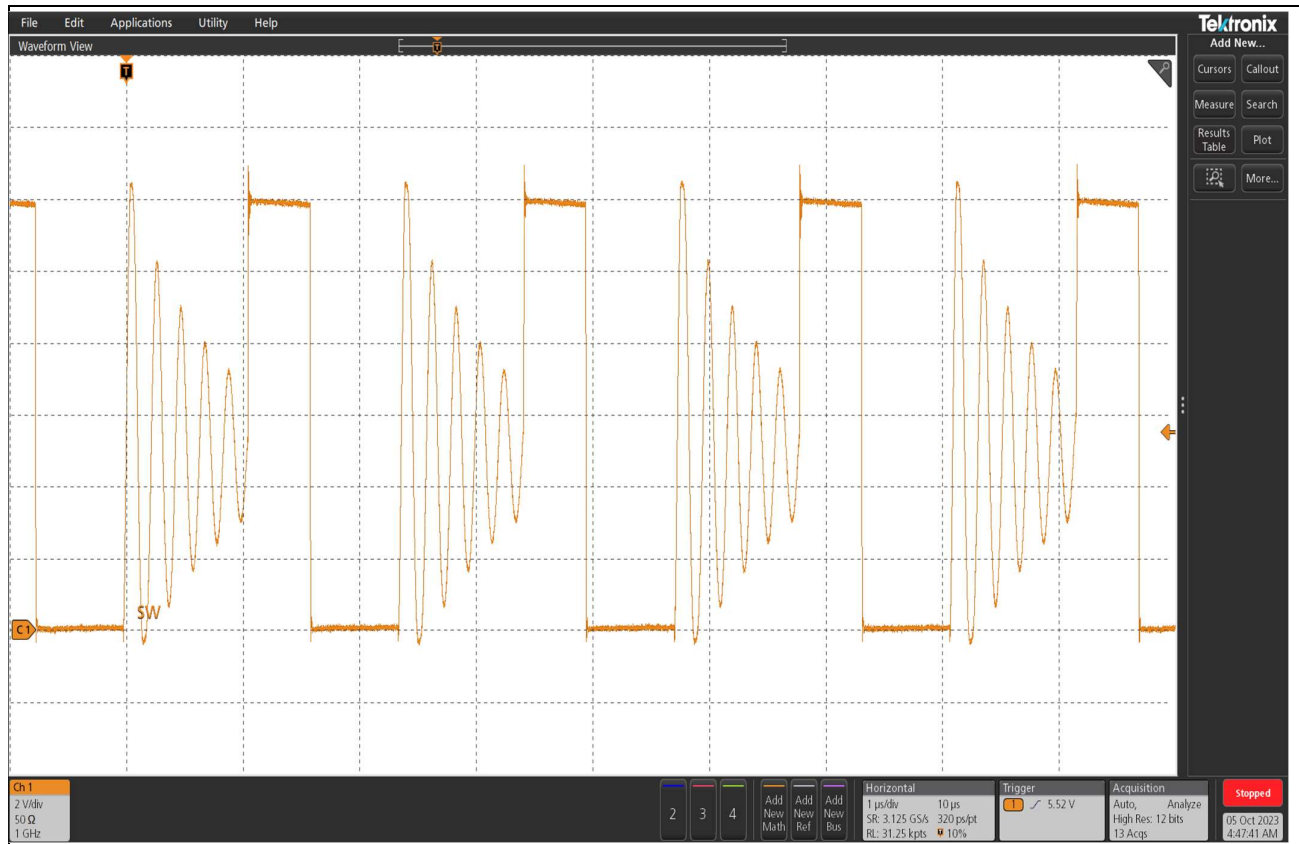 File Edit Applications Utility Help
Tektronix
Waveform View
Add New...
T
T
Cursors Callout
Measure Search
Results Table Plot
More...
SW
C1
Ch 1
2 V/div
50 Ω
1 GHz
2 3 4
Add New Math
Add New Ref
Add New Bus
Horizontal
1 µs/div 10 µs
SR: 3.125 GS/s 320 ps/pt
RL: 31.25 kpts 10%
Trigger
1 5.52 V
Acquisition
Auto, Analyze
High Res: 12 bits
13 Acqs
Stopped
05 Oct 2023
4:47:41 AM